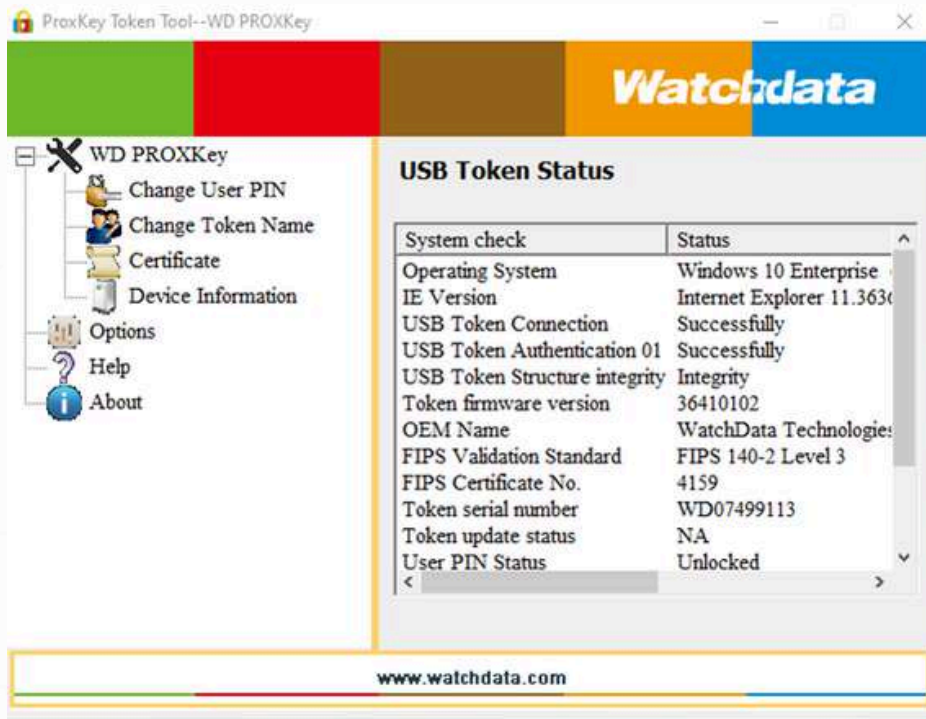 ProxKey Token Tool--WD PROXKey
Watchdata
WD PROXKey
Change User PIN
Change Token Name
Certificate
Device Information
Options
Help
About
USB Token Status
System check Status
Operating System Windows 10 Enterprise
IE Version Internet Explorer 11.363
USB Token Connection Successfully
USB Token Authentication 01 Successfully
USB Token Structure integrity Integrity
Token firmware version 36410102
OEM Name WatchData Technologies
FIPS Validation Standard FIPS 140-2 Level 3
FIPS Certificate No. 4159
Token serial number WD07499113
Token update status NA
User PIN Status Unlocked
www.watchdata.com